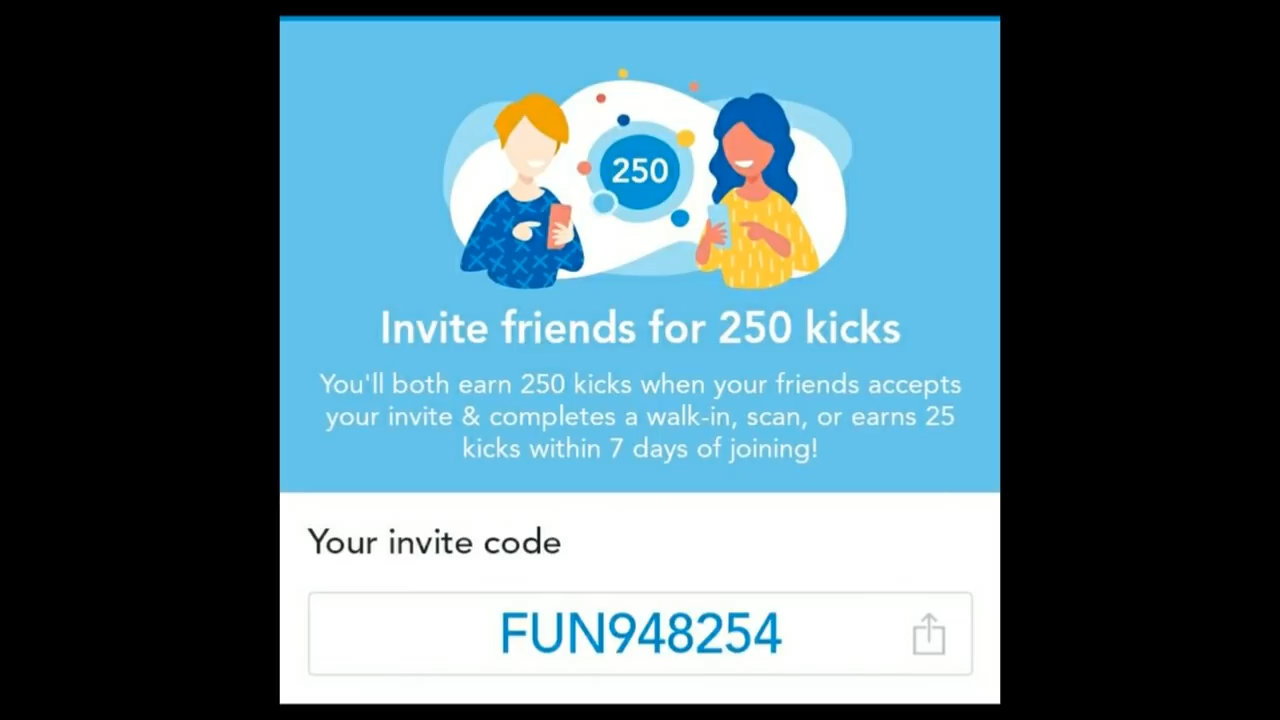 250
Invite friends for 250 kicks
You'll both earn 250 kicks when your friends accepts
your invite & completes a walk-in, scan, or earns 25
kicks within 7 days of joining!
Your invite code
FUN948254